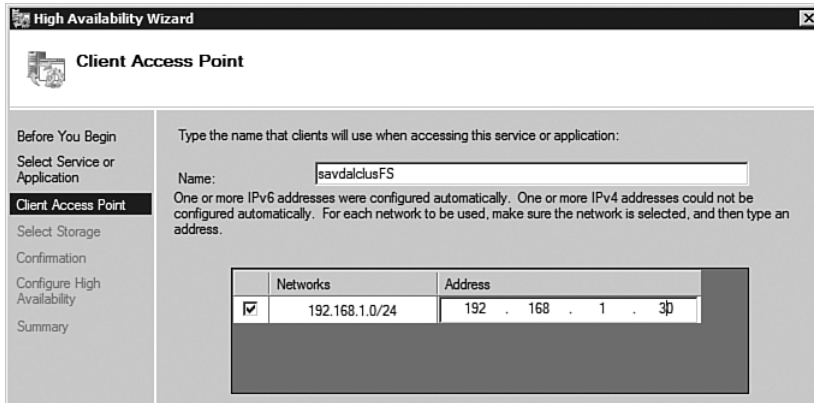 High Availability Wizard
Client Access Point
Before You Begin
Select Service or
Application
Client Access Point
Select Storage
Confirmation
Configure High
Availability
Summary
Type the name that clients will use when accessing this service or application:
Name: savdalclusFS
One or more IPv6 addresses were configured automatically. One or more IPv4 addresses could not be
configured automatically. For each network to be used, make sure the network is selected, and then type an
address.
Networks Address
192.168.1.0/24 192 . 168 . 1 . 30